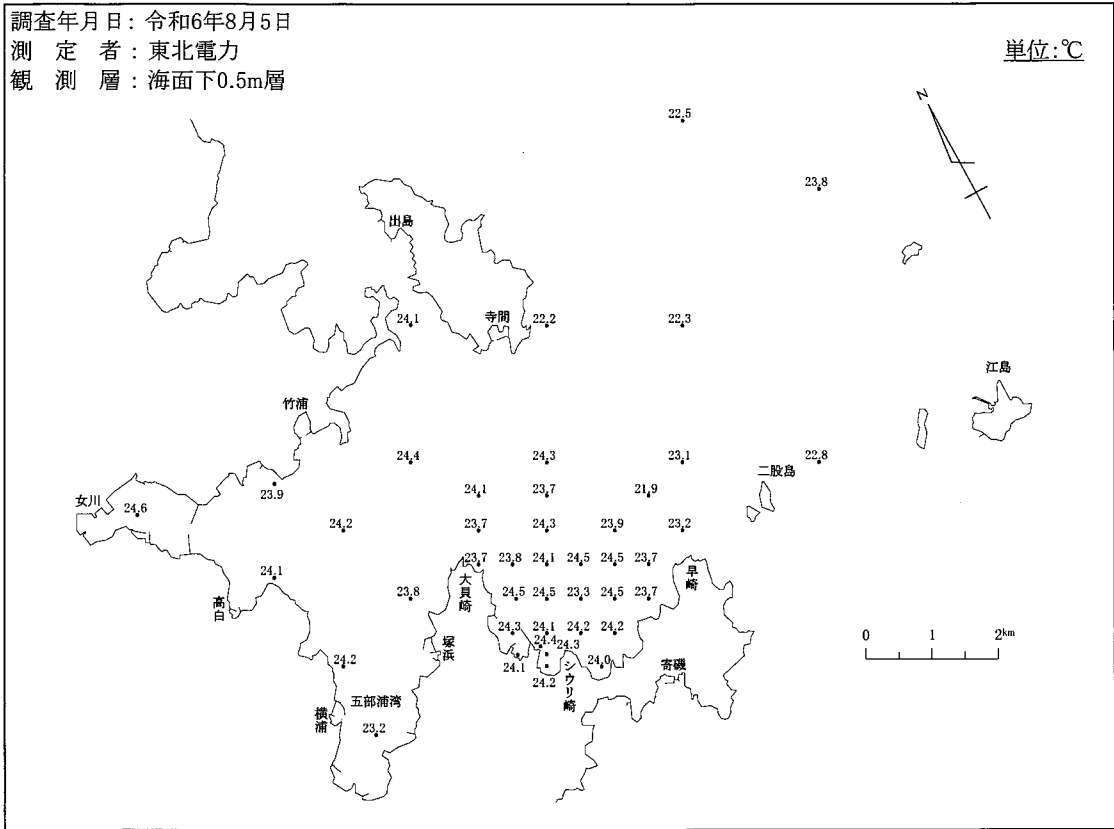 調査年月日：令和6年8月5日
測定者：東北電力
観測層：海面下0.5m層
単位：℃
N
22.5
23.8
出島
24.1
寺間
22.2
22.3
江島
竹浦
24.4
24.3
23.1
22.8
二股島
23.9
24.1
23.7
21.9
女川
24.6
24.2
23.7
24.3
23.9
23.2
23.7
23.8
24.1
24.5
24.5
23.7
大貝崎
早崎
24.1
高白
23.8
24.5
24.5
23.3
24.5
23.7
24.3
24.1
24.2
24.2
塚浜
24.4
24.3
24.1
24.2
シウリ崎
24.0
寄磯
0 1 2km
24.2
五部浦湾
横浦
23.2